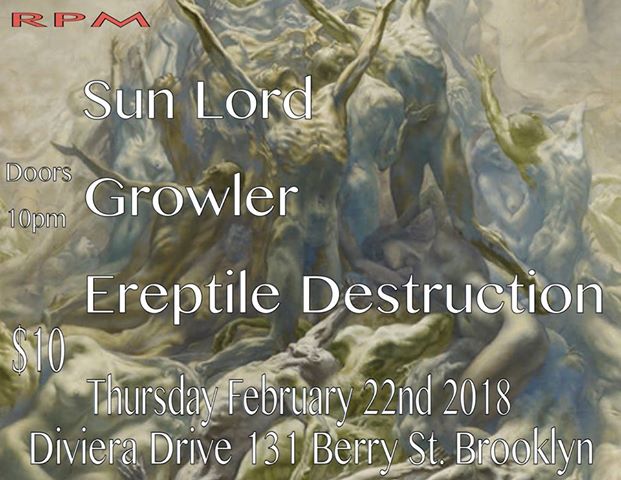 RPM
Sun Lord
Doors
10pm
Growler
Ereptile Destruction
$10
Thursday February 22nd 2018
Diviera Drive 131 Berry St. Brooklyn